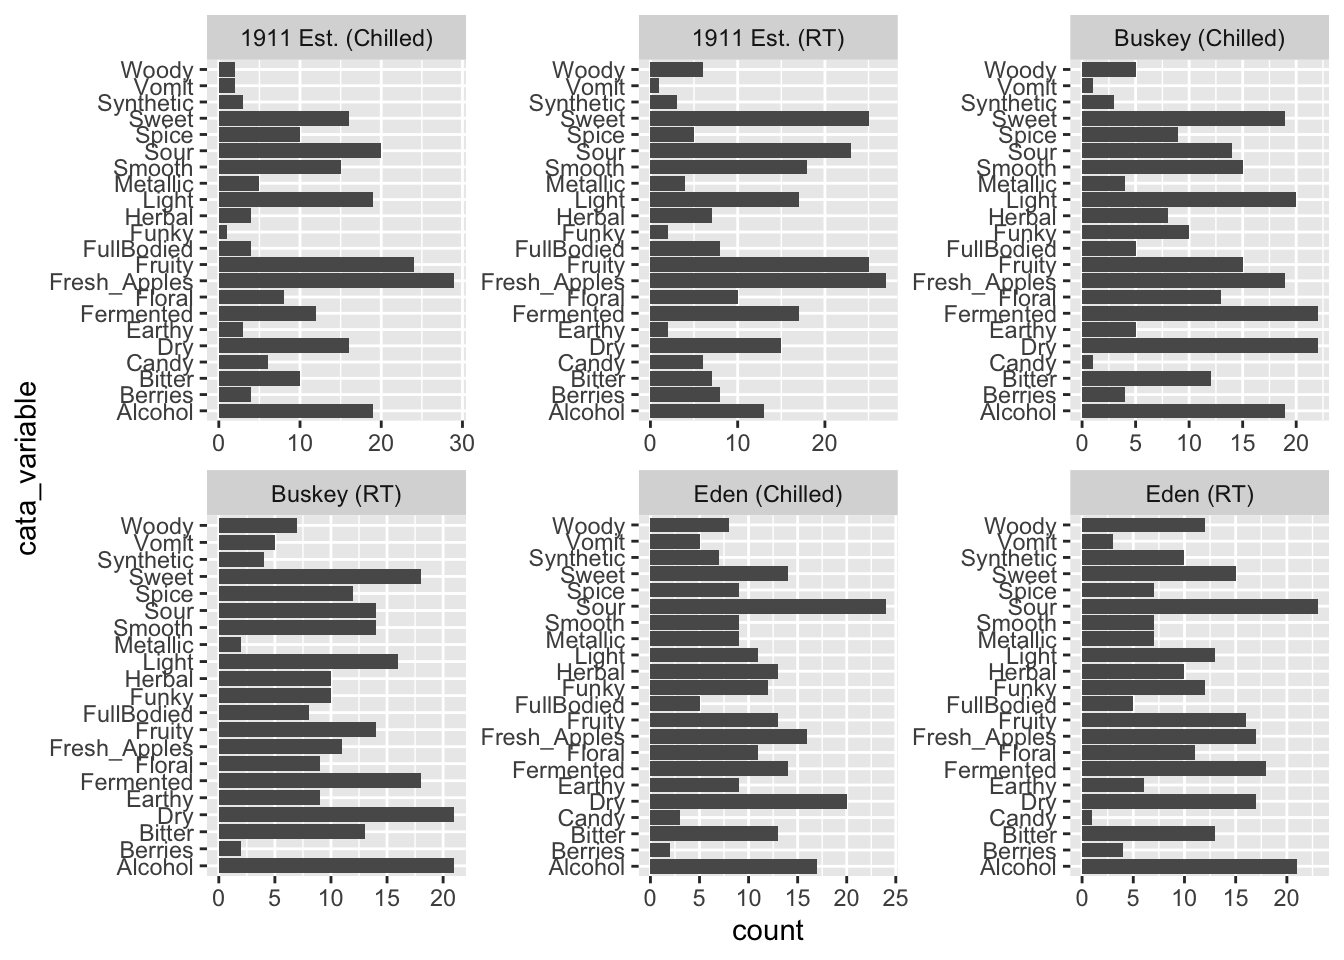 1911 Est. (Chilled)
Woody
Vomit
Synthetic
Sweet
Spice
Sour
Smooth
Metallic
Light
Herbal
Funky
FullBodied
Fruity
Fresh_Apples
Floral
Fermented
Earthy
Dry
Candy
Bitter
Berries
Alcohol
0 10 20 30
1911 Est. (RT)
Woody
Vomit
Synthetic
Sweet
Spice
Sour
Smooth
Metallic
Light
Herbal
Funky
FullBodied
Fruity
Fresh_Apples
Floral
Fermented
Earthy
Dry
Candy
Bitter
Berries
Alcohol
0 10 20
Buskey (Chilled)
Woody
Vomit
Synthetic
Sweet
Spice
Sour
Smooth
Metallic
Light
Herbal
Funky
FullBodied
Fruity
Fresh_Apples
Floral
Fermented
Earthy
Dry
Candy
Bitter
Berries
Alcohol
0 5 10 15 20
cata_variable
Buskey (RT)
Woody
Vomit
Synthetic
Sweet
Spice
Sour
Smooth
Metallic
Light
Herbal
Funky
FullBodied
Fruity
Fresh_Apples
Floral
Fermented
Earthy
Dry
Bitter
Berries
Alcohol
0 5 10 15 20
Eden (Chilled)
Woody
Vomit
Synthetic
Sweet
Spice
Sour
Smooth
Metallic
Light
Herbal
Funky
FullBodied
Fruity
Fresh_Apples
Floral
Fermented
Earthy
Dry
Candy
Bitter
Berries
Alcohol
0 5 10 15 20 25
Eden (RT)
Woody
Vomit
Synthetic
Sweet
Spice
Sour
Smooth
Metallic
Light
Herbal
Funky
FullBodied
Fruity
Fresh_Apples
Floral
Fermented
Earthy
Dry
Candy
Bitter
Berries
Alcohol
0 5 10 15 20
count